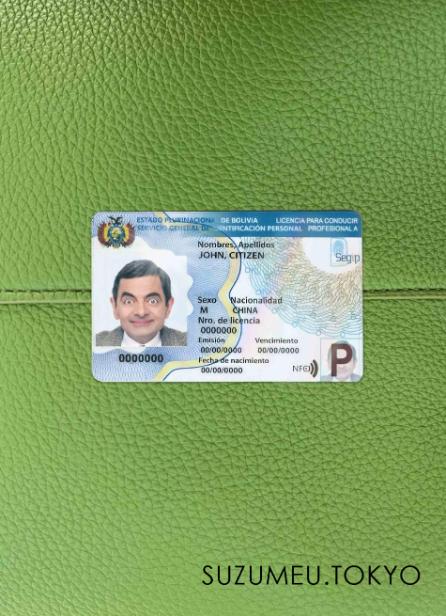 ESTADO PLURINACIONAL DE BOLIVIA LICENCIA PARA CONDUCIR
SERVICIO GENERAL DE IDENTIFICACIÓN PERSONAL PROFESIONAL A
Nombres, Apellidos
JOHN, CITIZEN
Segip
Sexo Nacionalidad
M CHINA
Nro. de licencia
0000000
Emisión Vencimiento
00/00/0000 00/00/0000
0000000
Fecha de nacimiento
00/00/0000
NFC
P
SUZUMEU.TOKYO